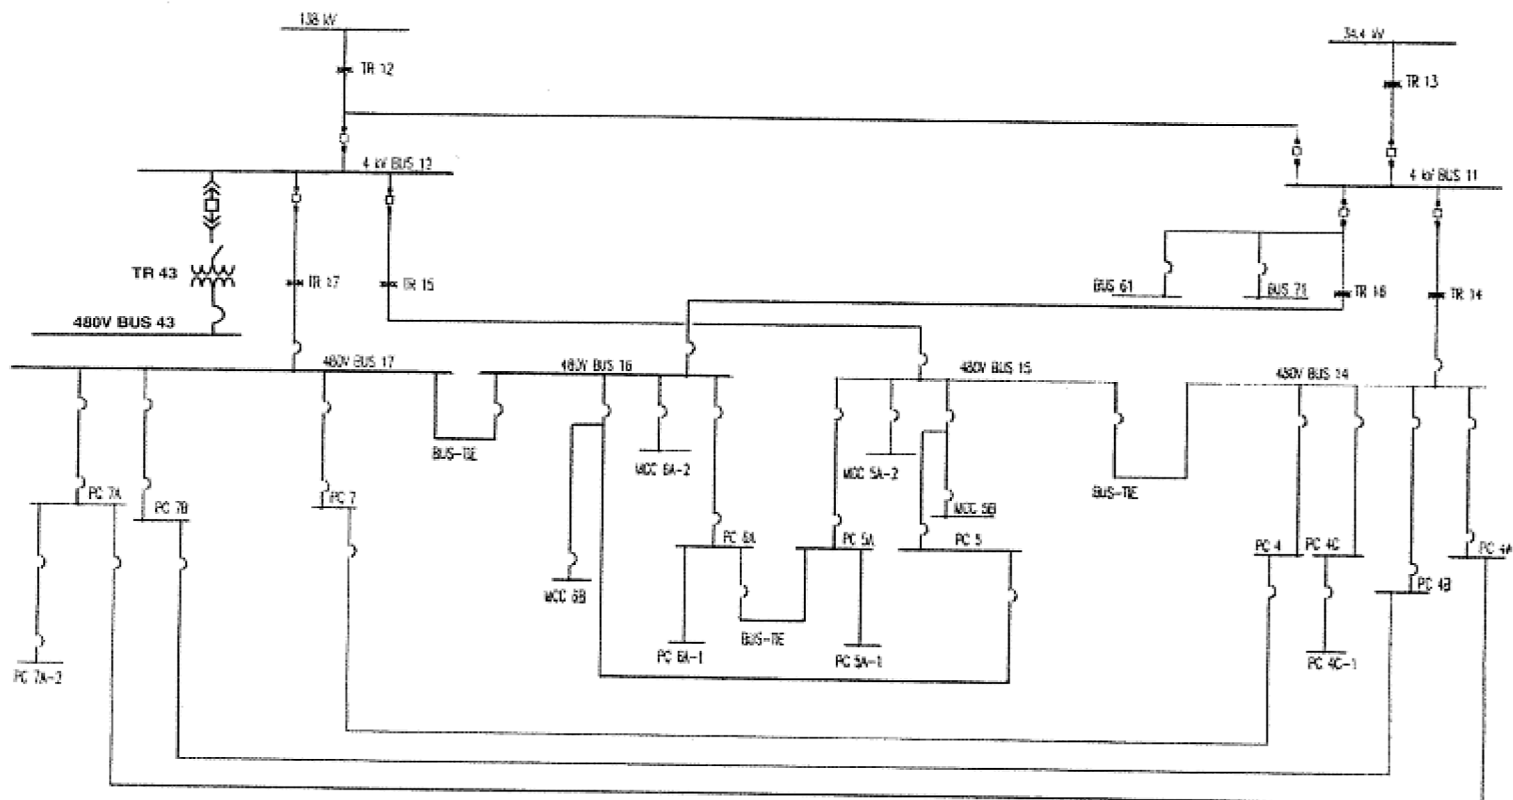 138 kV
34.4 kV
TR 12
TR 13
4 kV BUS 12
4 kV BUS 11
TR 43
TR 17
TR 15
BUS 61
BUS 71
TR 16
TR 14
480V BUS 43
480V BUS 17
480V BUS 16
480V BUS 15
480V BUS 14
BUS-TIE
MCC 6A-2
MCC 5A-2
BUS-TIE
PC 7A
PC 7B
PC 7
MCC 5B
PC 6A
PC 5A
PC 5
PC 4
PC 4C
PC 4A
MCC 6B
PC 4B
BUS-TIE
PC 6A-1
PC 5A-1
PC 4C-1
PC 7A-2